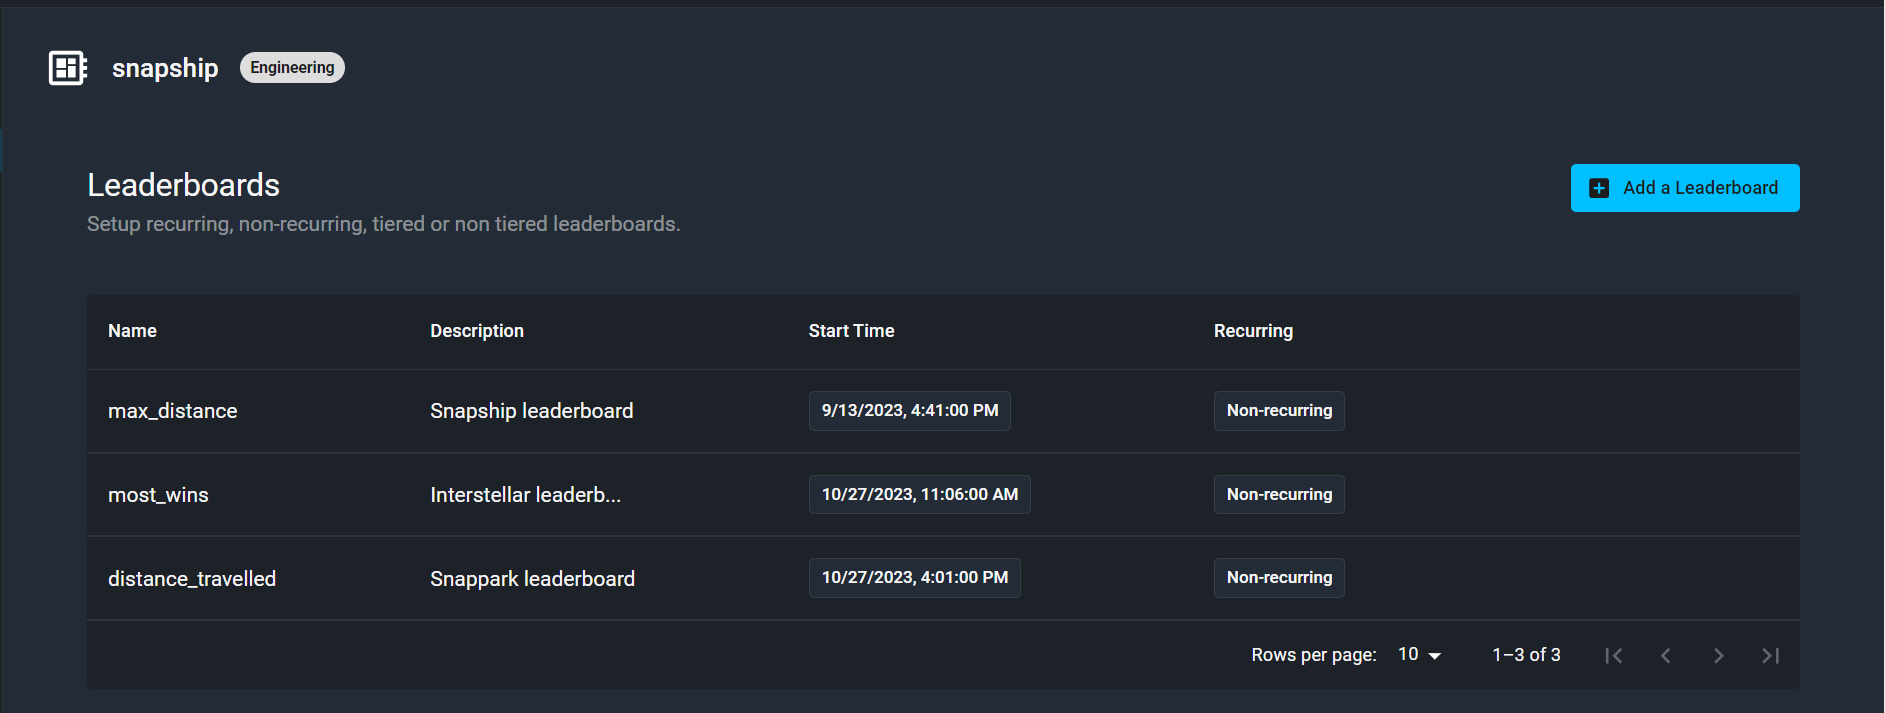 snapship Engineering
Leaderboards
Add a Leaderboard
Setup recurring, non-recurring, tiered or non tiered leaderboards.
Name Description Start Time Recurring
max_distance Snapship leaderboard 9/13/2023, 4:41:00 PM Non-recurring
most_wins Interstellar leaderb... 10/27/2023, 11:06:00 AM Non-recurring
distance_travelled Snappark leaderboard 10/27/2023, 4:01:00 PM Non-recurring
Rows per page: 10 1–3 of 3